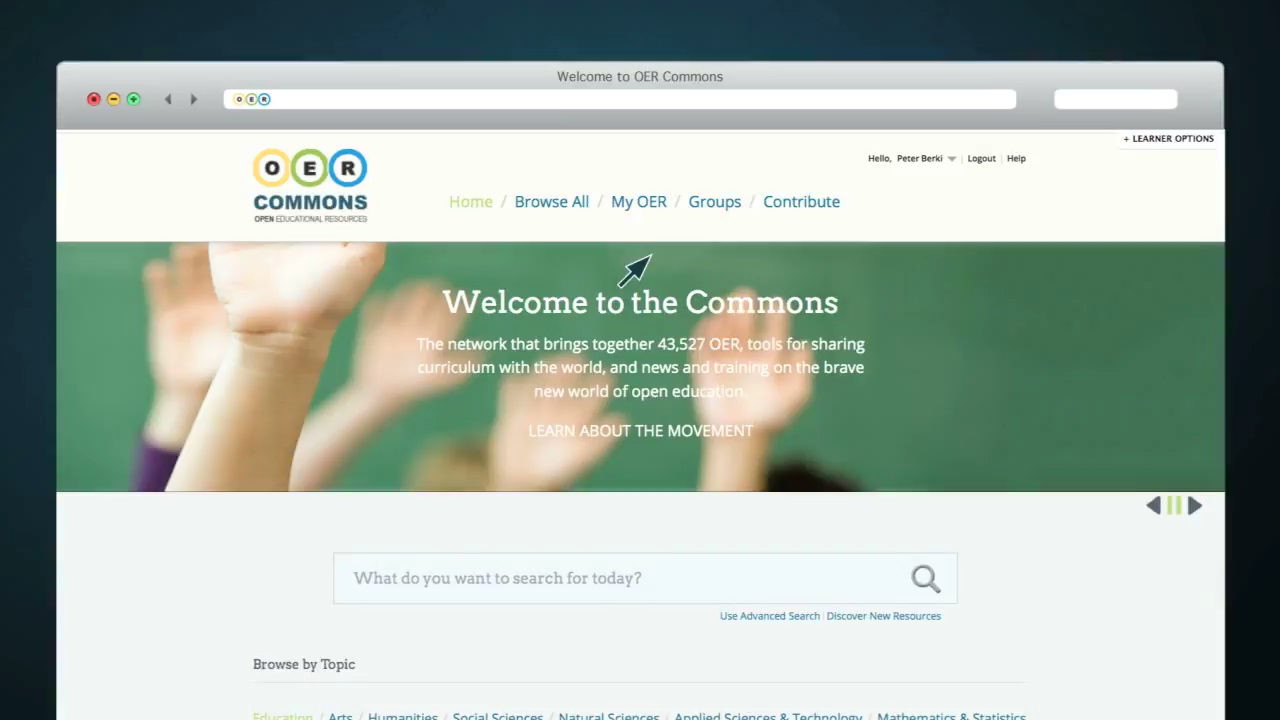 Welcome to OER Commons
O E R
+ LEARNER OPTIONS
Hello, Peter Berki | Logout | Help
O E R
COMMONS
OPEN EDUCATIONAL RESOURCES
Home / Browse All / My OER / Groups / Contribute
Welcome to the Commons
The network that brings together 43,527 OER, tools for sharing
curriculum with the world, and news and training on the brave
new world of open education.
LEARN ABOUT THE MOVEMENT
What do you want to search for today?
Use Advanced Search | Discover New Resources
Browse by Topic
Education / Arts / Humanities / Social Sciences / Natural Sciences / Applied Sciences & Technology / Mathematics & Statistics